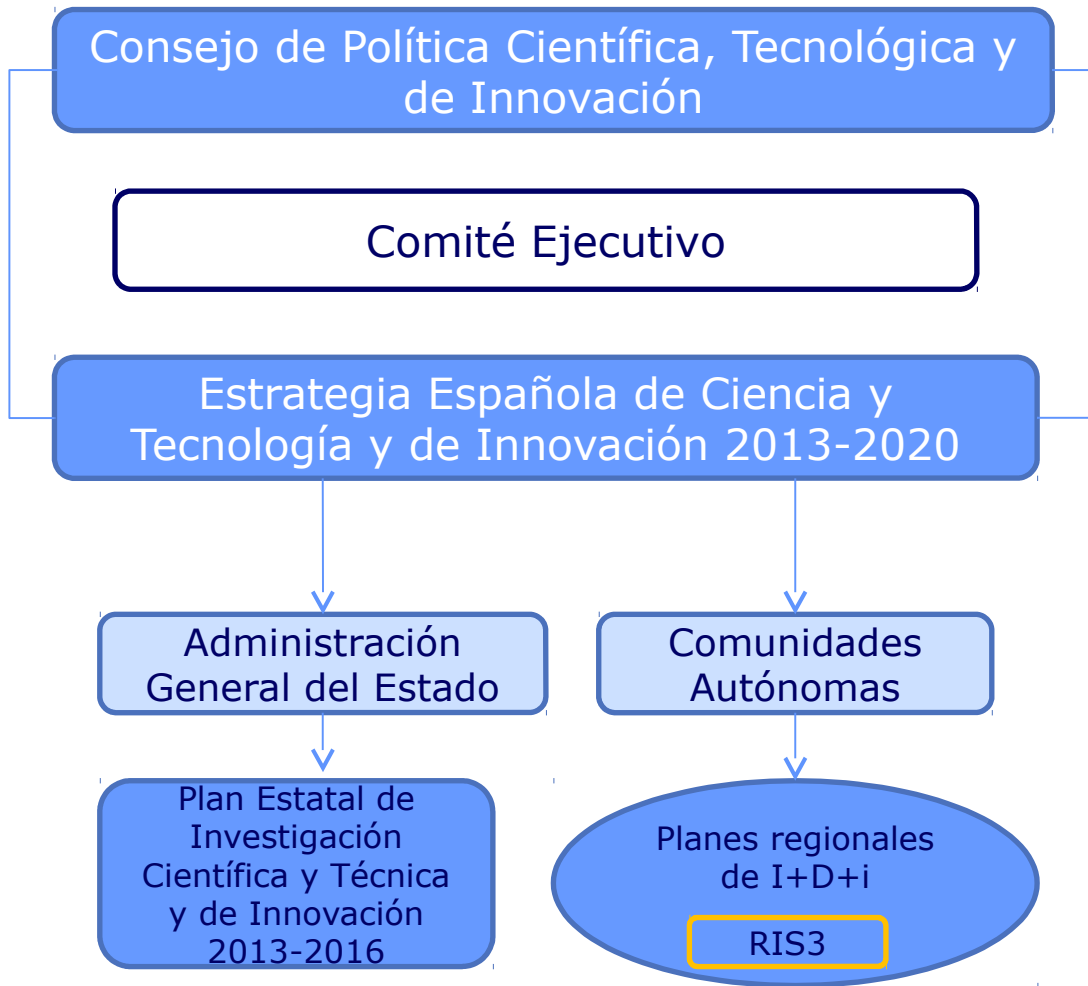 Consejo de Política Científica, Tecnológica y
de Innovación
Comité Ejecutivo
Estrategia Española de Ciencia y
Tecnología y de Innovación 2013-2020
Administración
General del Estado
Comunidades
Autónomas
Plan Estatal de
Investigación
Científica y Técnica
y de Innovación
2013-2016
Planes regionales
de I+D+i
RIS3